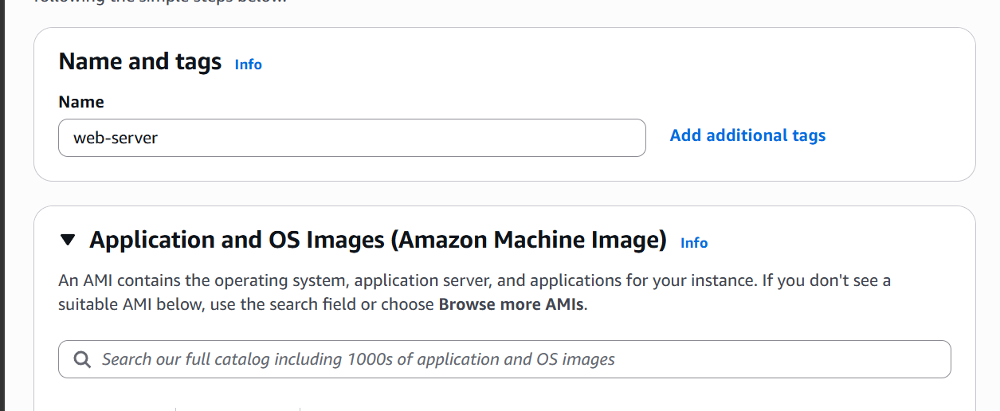 following the simple steps below.
Name and tags Info
Name
web-server
Add additional tags
Application and OS Images (Amazon Machine Image) Info
An AMI contains the operating system, application server, and applications for your instance. If you don't see a
suitable AMI below, use the search field or choose Browse more AMIs.
Search our full catalog including 1000s of application and OS images